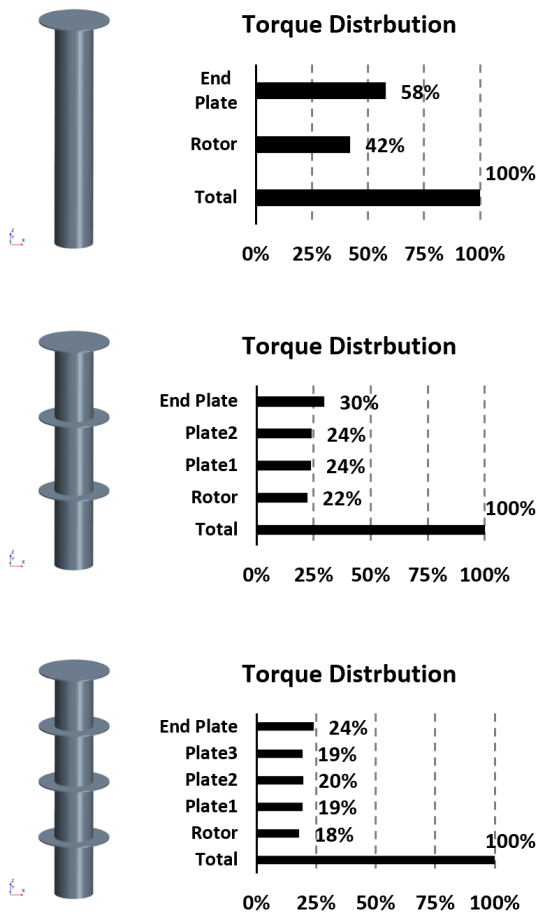 Torque Distrbution
End
Plate
58%
Rotor
42%
100%
Total
0% 25% 50% 75% 100%
Torque Distrbution
End Plate 30%
Plate2 24%
Plate1 24%
Rotor 22%
100%
Total
0% 25% 50% 75% 100%
Torque Distrbution
End Plate 24%
Plate3 19%
Plate2 20%
Plate1 19%
Rotor 18%
100%
Total
0% 25% 50% 75% 100%